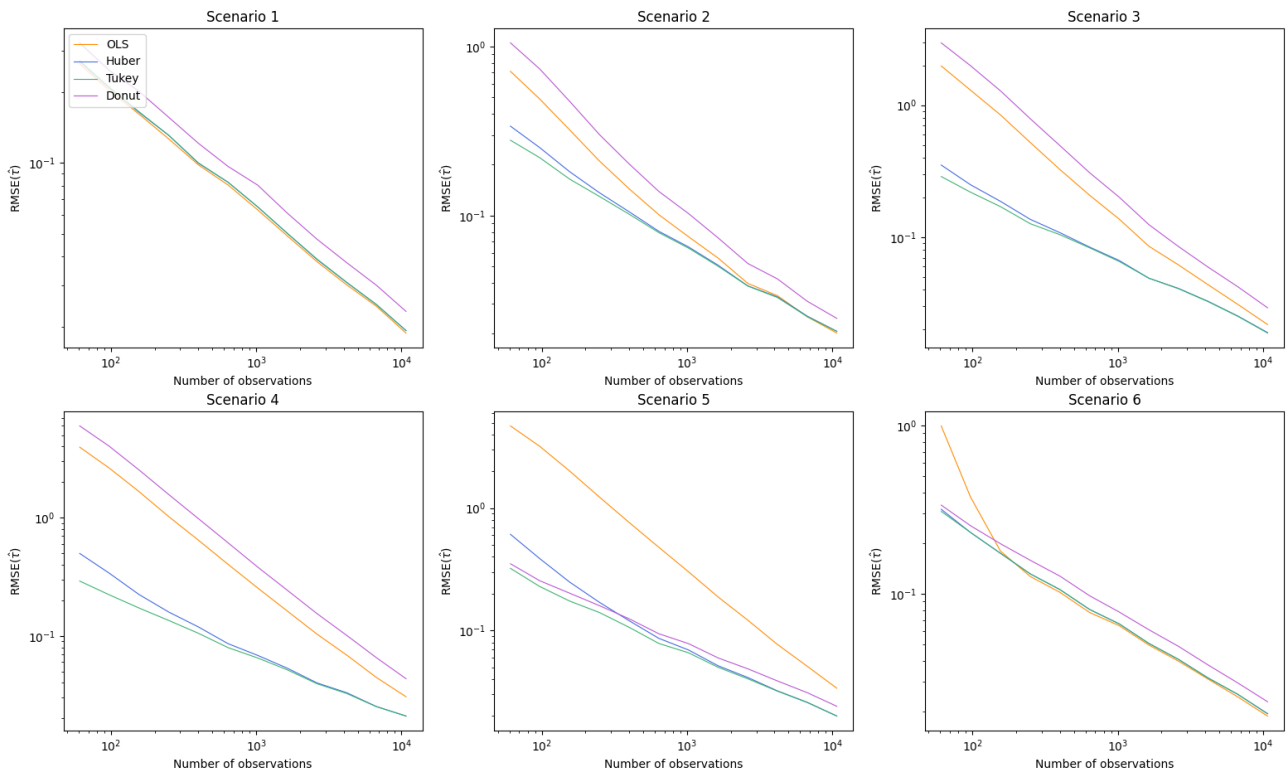 Scenario 1
OLS
Huber
Tukey
Donut
10⁻¹
RMSE(τ̂)
10² 10³ 10⁴
Number of observations
Scenario 2
10⁰
10⁻¹
RMSE(τ̂)
10² 10³ 10⁴
Number of observations
Scenario 3
10⁰
10⁻¹
RMSE(τ̂)
10² 10³ 10⁴
Number of observations
Scenario 4
10⁰
10⁻¹
RMSE(τ̂)
10² 10³ 10⁴
Number of observations
Scenario 5
10⁰
10⁻¹
RMSE(τ̂)
10² 10³ 10⁴
Number of observations
Scenario 6
10⁰
10⁻¹
RMSE(τ̂)
10² 10³ 10⁴
Number of observations